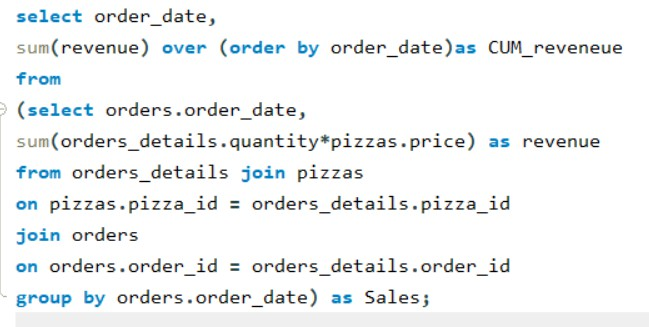 select order_date,
sum(revenue) over (order by order_date)as CUM_reveneue
from
(select orders.order_date,
sum(orders_details.quantity*pizzas.price) as revenue
from orders_details join pizzas
on pizzas.pizza_id = orders_details.pizza_id
join orders
on orders.order_id = orders_details.order_id
group by orders.order_date) as Sales;